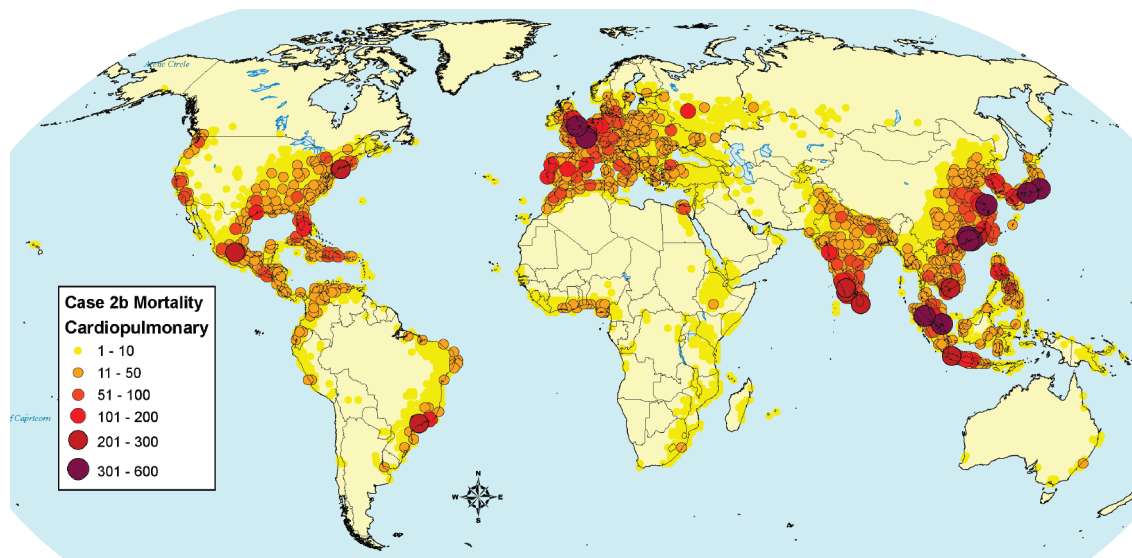 Arctic Circle
Case 2b Mortality
Cardiopulmonary
1 - 10
11 - 50
51 - 100
101 - 200
201 - 300
301 - 600
of Capricorn
N
W E
S